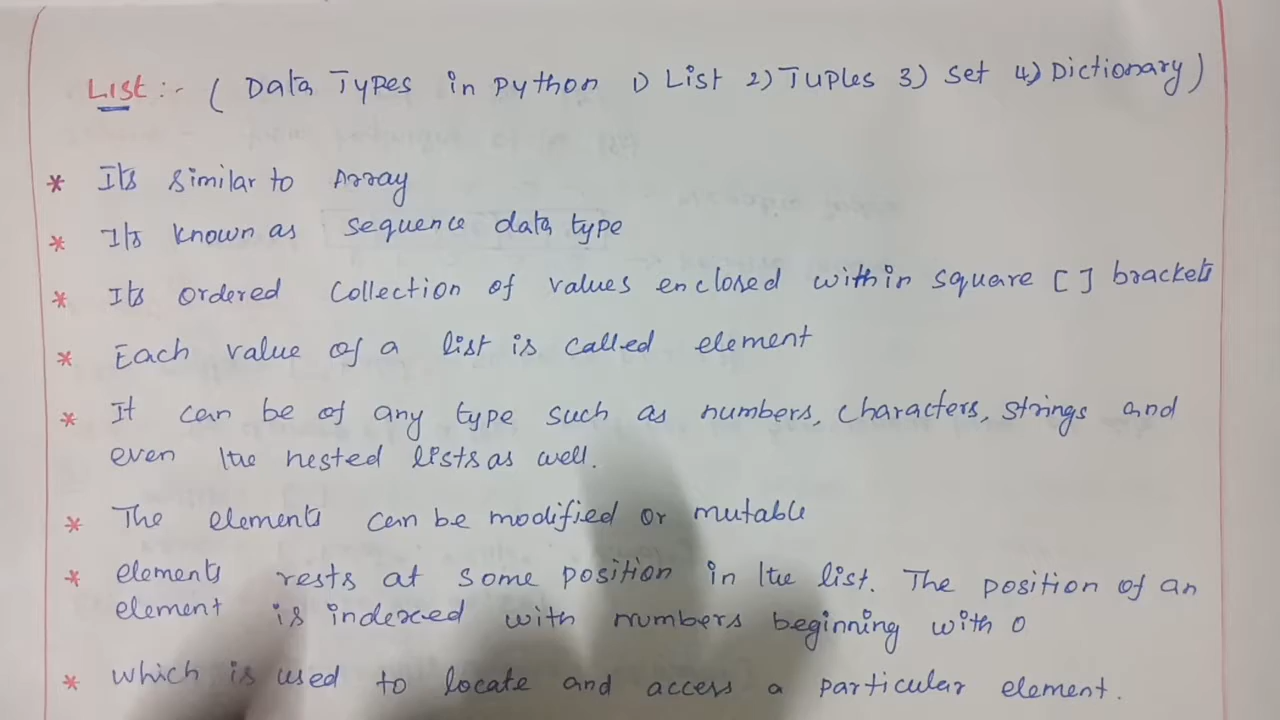 List :- ( Data Types in python 1) List 2) Tuples 3) Set 4) Dictionary )
* Its similar to Array
* Its known as sequence data type
* Its ordered collection of values enclosed within square [ ] brackets
* Each value of a list is called element
* It can be of any type such as numbers, characters, strings and
even the nested lists as well.
* The elements can be modified or mutable
* elements rests at some position in the list. The position of an
element is indexed with numbers beginning with 0
* which is used to locate and access a particular element.